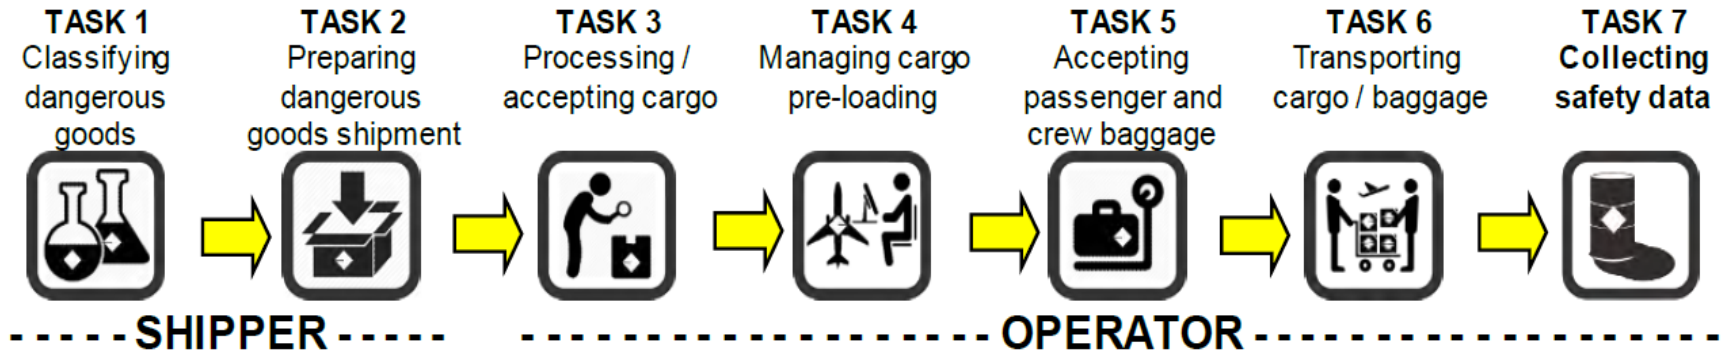 TASK 1
Classifying
dangerous
goods
TASK 2
Preparing
dangerous
goods shipment
TASK 3
Processing /
accepting cargo
TASK 4
Managing cargo
pre-loading
TASK 5
Accepting
passenger and
crew baggage
TASK 6
Transporting
cargo / baggage
TASK 7
Collecting
safety data
- - - - - SHIPPER - - - - -
- - - - - - - - - - - - - - - - OPERATOR - - - - - - - - - - - - - - - - -